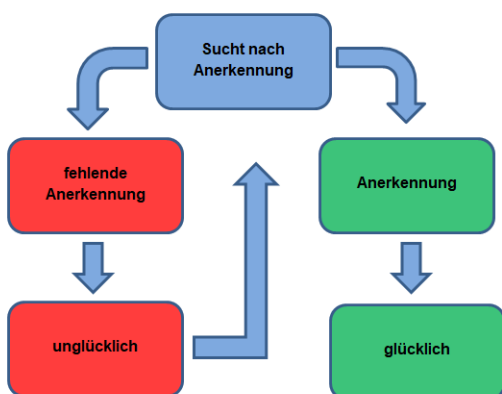 Sucht nach
Anerkennung
fehlende
Anerkennung
Anerkennung
unglücklich
glücklich